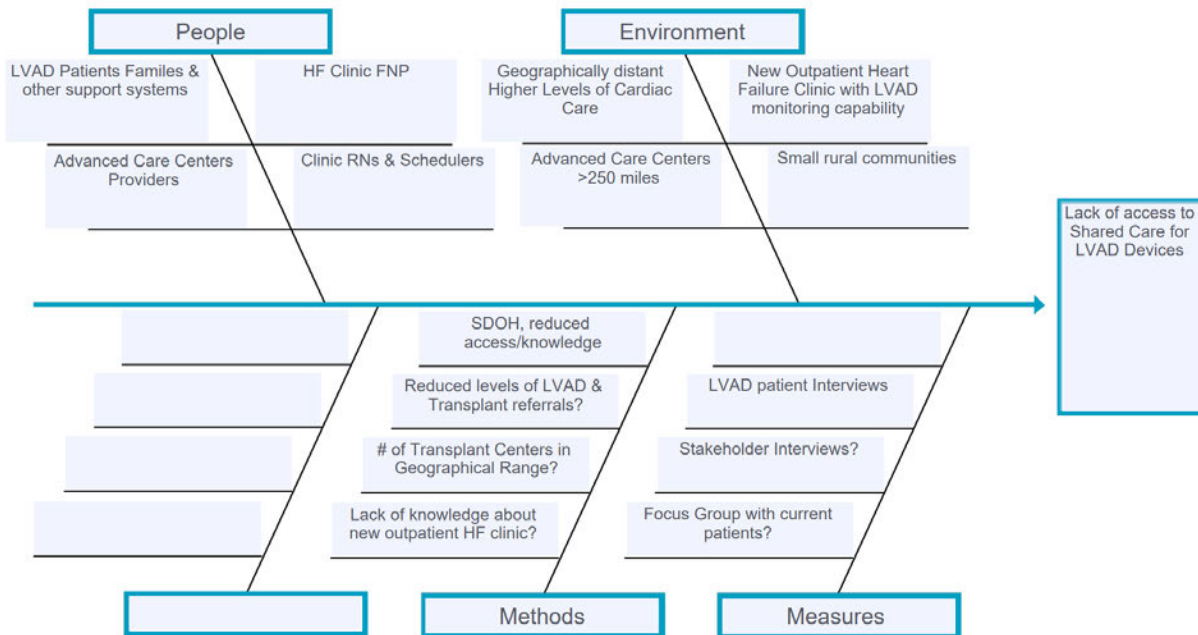 People
Environment
LVAD Patients Familes &
other support systems
HF Clinic FNP
Geographically distant
Higher Levels of Cardiac
Care
New Outpatient Heart
Failure Clinic with LVAD
monitoring capability
Advanced Care Centers
Providers
Clinic RNs & Schedulers
Advanced Care Centers
>250 miles
Small rural communities
Lack of access to
Shared Care for
LVAD Devices
SDOH, reduced
access/knowledge
Reduced levels of LVAD &
Transplant referrals?
LVAD patient Interviews
# of Transplant Centers in
Geographical Range?
Stakeholder Interviews?
Lack of knowledge about
new outpatient HF clinic?
Focus Group with current
patients?
Methods
Measures